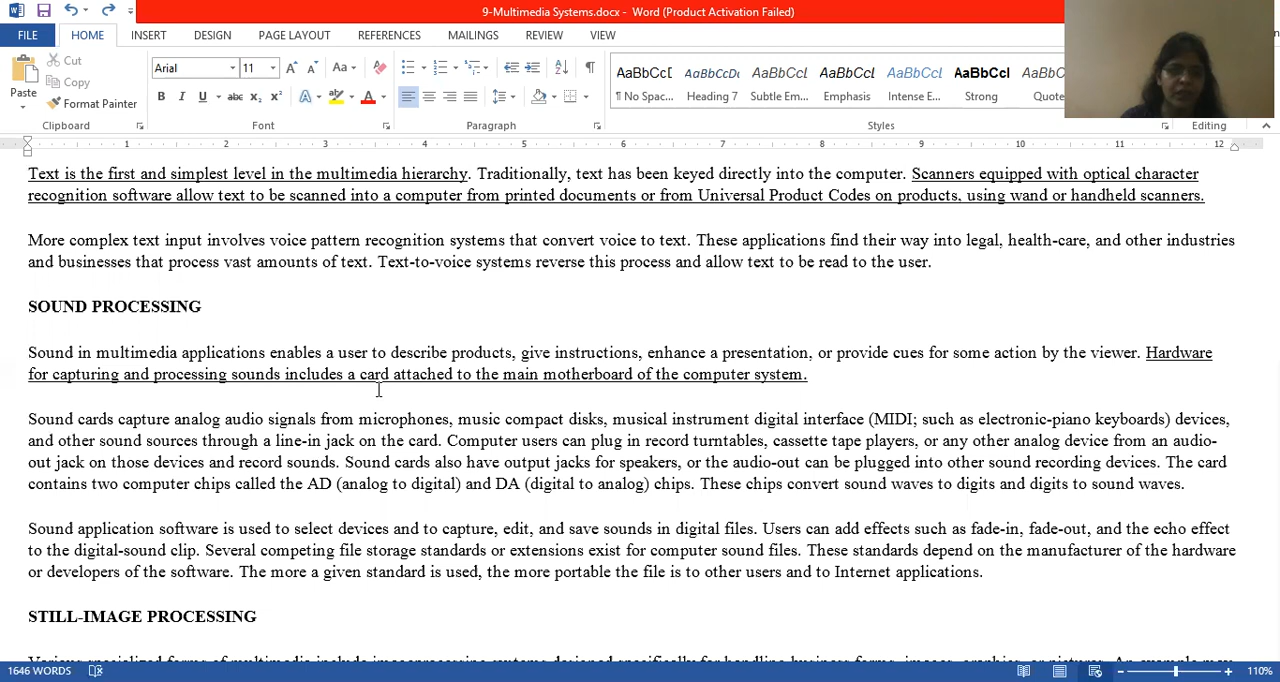 9-Multimedia Systems.docx - Word (Product Activation Failed)
FILE HOME INSERT DESIGN PAGE LAYOUT REFERENCES MAILINGS REVIEW VIEW
Paste
Cut
Copy
Format Painter
Arial 11
AaBbCcD AaBbCcDc AaBbCcL AaBbCcL AaBbCcL AaBbCcl AaBbC
¶ No Spac... Heading 7 Subtle Em... Emphasis Intense E... Strong Quote
Clipboard Font Paragraph Styles Editing
1 2 3 4 5 6 7 8 9 10 11 12
Text is the first and simplest level in the multimedia hierarchy. Traditionally, text has been keyed directly into the computer. Scanners equipped with optical character
recognition software allow text to be scanned into a computer from printed documents or from Universal Product Codes on products, using wand or handheld scanners.
More complex text input involves voice pattern recognition systems that convert voice to text. These applications find their way into legal, health-care, and other industries
and businesses that process vast amounts of text. Text-to-voice systems reverse this process and allow text to be read to the user.
SOUND PROCESSING
Sound in multimedia applications enables a user to describe products, give instructions, enhance a presentation, or provide cues for some action by the viewer. Hardware
for capturing and processing sounds includes a card attached to the main motherboard of the computer system.
Sound cards capture analog audio signals from microphones, music compact disks, musical instrument digital interface (MIDI; such as electronic-piano keyboards) devices,
and other sound sources through a line-in jack on the card. Computer users can plug in record turntables, cassette tape players, or any other analog device from an audio-
out jack on those devices and record sounds. Sound cards also have output jacks for speakers, or the audio-out can be plugged into other sound recording devices. The card
contains two computer chips called the AD (analog to digital) and DA (digital to analog) chips. These chips convert sound waves to digits and digits to sound waves.
Sound application software is used to select devices and to capture, edit, and save sounds in digital files. Users can add effects such as fade-in, fade-out, and the echo effect
to the digital-sound clip. Several competing file storage standards or extensions exist for computer sound files. These standards depend on the manufacturer of the hardware
or developers of the software. The more a given standard is used, the more portable the file is to other users and to Internet applications.
STILL-IMAGE PROCESSING
1646 WORDS 110%